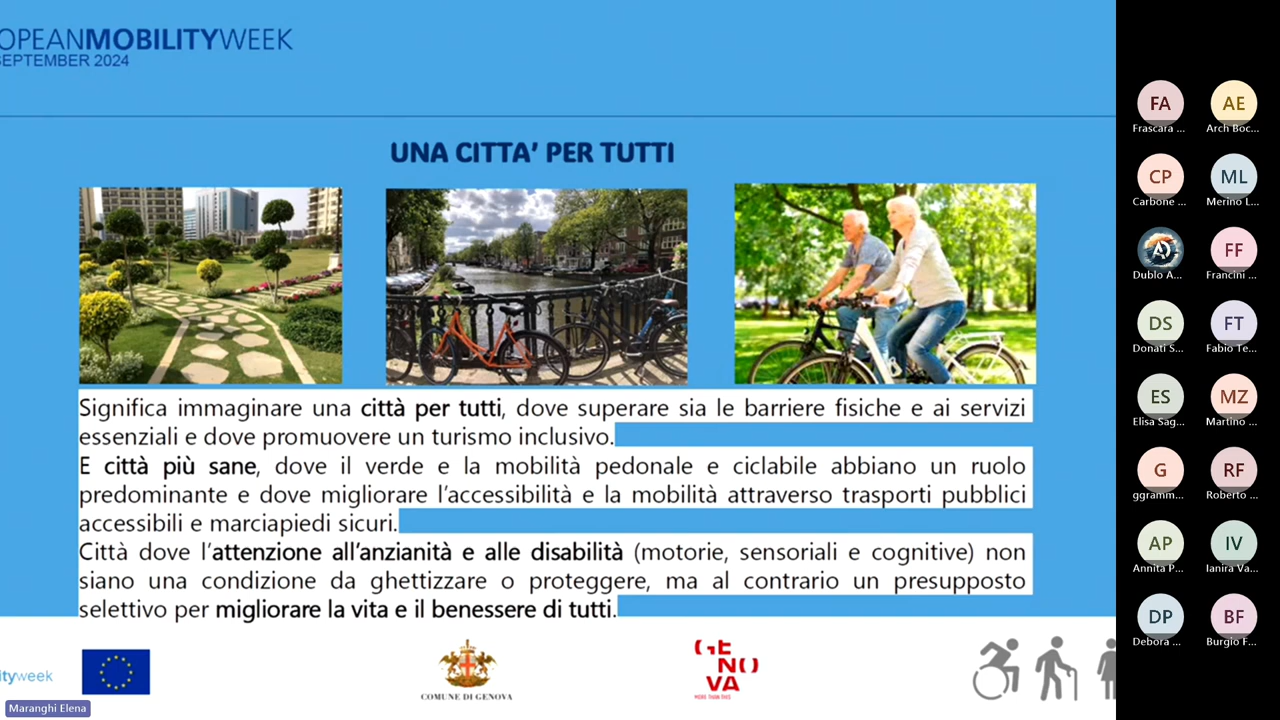 OPEANMOBILITYWEEK
SEPTEMBER 2024
UNA CITTA' PER TUTTI
Significa immaginare una città per tutti, dove superare sia le barriere fisiche e ai servizi
essenziali e dove promuovere un turismo inclusivo.
E città più sane, dove il verde e la mobilità pedonale e ciclabile abbiano un ruolo
predominante e dove migliorare l'accessibilità e la mobilità attraverso trasporti pubblici
accessibili e marciapiedi sicuri.
Città dove l'attenzione all'anzianità e alle disabilità (motorie, sensoriali e cognitive) non
siano una condizione da ghettizzare o proteggere, ma al contrario un presupposto
selettivo per migliorare la vita e il benessere di tutti.
ityweek
COMUNE DI GENOVA
GENOVA
MORE THAN THIS
Maranghi Elena
FA
AE
Frascara ...
Arch Boc...
CP
ML
Carbone ...
Merino L...
AD
FF
Dublo A...
Francini ...
DS
FT
Donati S...
Fabio Te...
ES
MZ
Elisa Sag...
Martino ...
G
RF
ggramm...
Roberto ...
AP
IV
Annita P...
Ianira Va...
DP
BF
Debora ...
Burgio F...